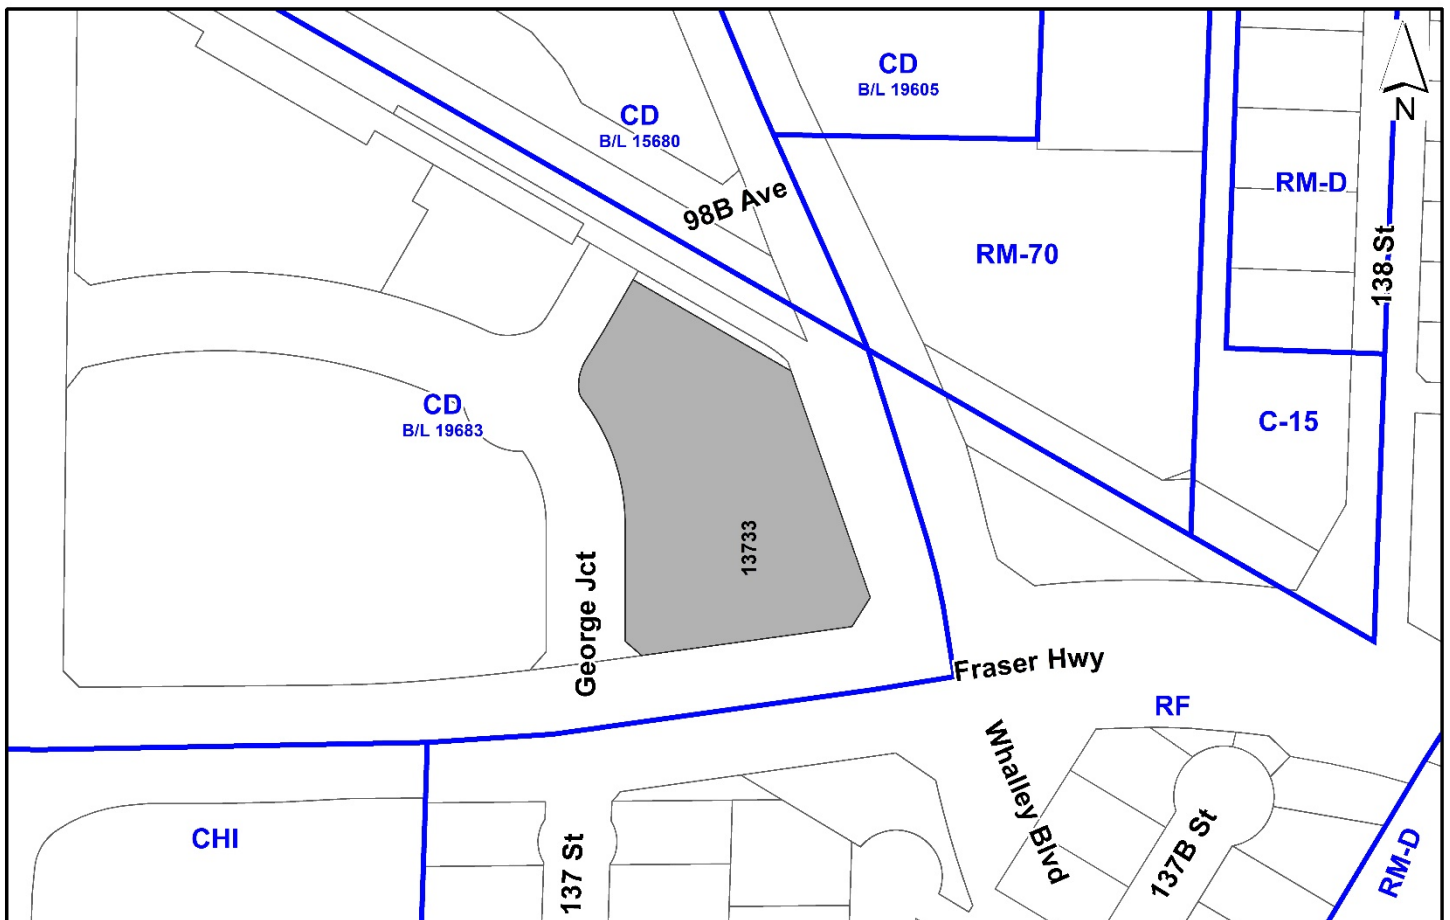 CD
B/L 19605
CD
B/L 15680
N
98B Ave
RM-D
RM-70
138 St
CD
B/L 19683
C-15
13733
George Jct
Fraser Hwy
RF
Whalley Blvd
CHI
137 St
137B St
RM-D